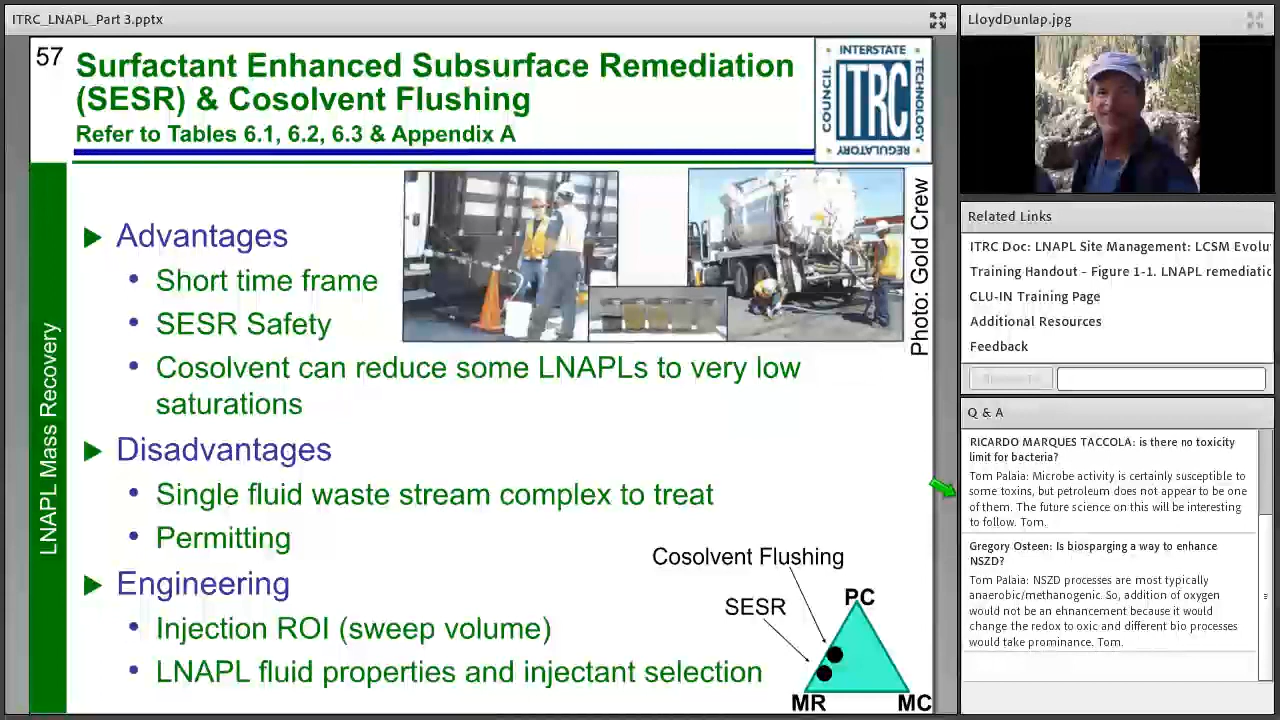 ITRC_LNAPL_Part 3.pptx
57
Surfactant Enhanced Subsurface Remediation
(SESR) & Cosolvent Flushing
Refer to Tables 6.1, 6.2, 6.3 & Appendix A
INTERSTATE
COUNCIL
ITRC
TECHNOLOGY
REGULATORY
LNAPL Mass Recovery
Advantages
• Short time frame
• SESR Safety
• Cosolvent can reduce some LNAPLs to very low
saturations
Photo: Gold Crew
Disadvantages
• Single fluid waste stream complex to treat
• Permitting
Engineering
• Injection ROI (sweep volume)
• LNAPL fluid properties and injectant selection
Cosolvent Flushing
SESR
PC
MR
MC
LloydDunlap.jpg
Related Links
ITRC Doc: LNAPL Site Management: LCSM Evolu
Training Handout - Figure 1-1. LNAPL remediatic
CLU-IN Training Page
Additional Resources
Feedback
Q & A
RICARDO MARQUES TACCOLA: is there no toxicity
limit for bacteria?
Tom Palaia: Microbe activity is certainly susceptible to
some toxins, but petroleum does not appear to be one
of them. The future science on this will be interesting
to follow. Tom.
Gregory Osteen: Is biosparging a way to enhance
NSZD?
Tom Palaia: NSZD processes are most typically
anaerobic/methanogenic. So, addition of oxygen
would not be an ehnancement because it would
change the redox to oxic and different bio processes
would take prominance. Tom.